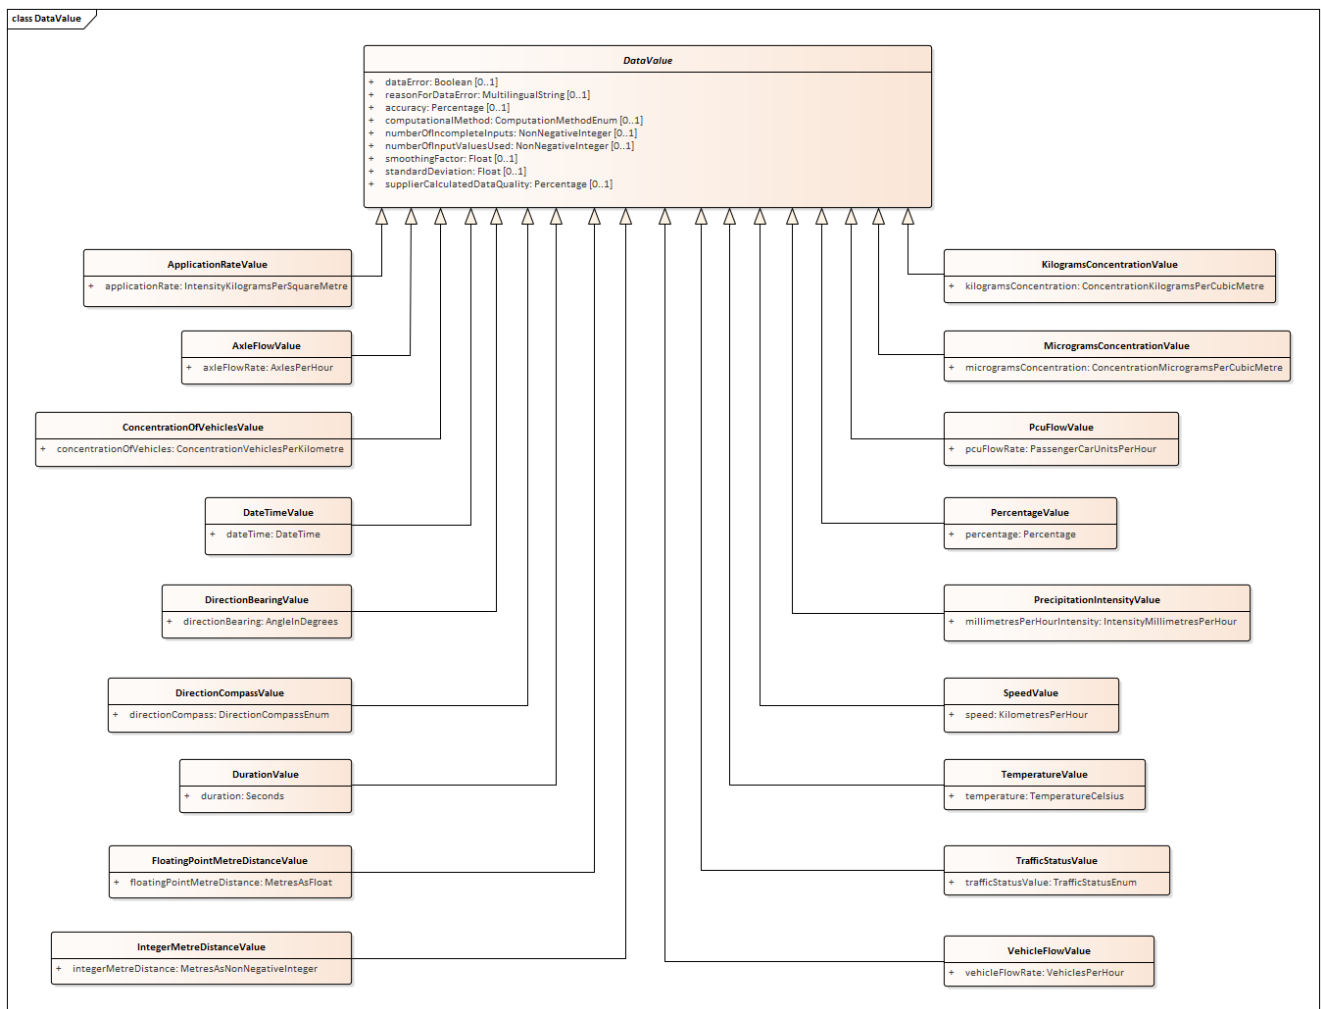 class DataValue
DataValue
+ dataError: Boolean [0..1]
+ reasonForDataError: MultilingualString [0..1]
+ accuracy: Percentage [0..1]
+ computationalMethod: ComputationMethodEnum [0..1]
+ numberOfIncompleteInputs: NonNegativeInteger [0..1]
+ numberOfInputValuesUsed: NonNegativeInteger [0..1]
+ smoothingFactor: Float [0..1]
+ standardDeviation: Float [0..1]
+ supplierCalculatedDataQuality: Percentage [0..1]
ApplicationRateValue
+ applicationRate: IntensityKilogramsPerSquareMetre
AxleFlowValue
+ axleFlowRate: AxlesPerHour
ConcentrationOfVehiclesValue
+ concentrationOfVehicles: ConcentrationVehiclesPerKilometre
DateTimeValue
+ dateTime: DateTime
DirectionBearingValue
+ directionBearing: AngleInDegrees
DirectionCompassValue
+ directionCompass: DirectionCompassEnum
DurationValue
+ duration: Seconds
FloatingPointMetreDistanceValue
+ floatingPointMetreDistance: MetresAsFloat
IntegerMetreDistanceValue
+ integerMetreDistance: MetresAsNonNegativeInteger
KilogramsConcentrationValue
+ kilogramsConcentration: ConcentrationKilogramsPerCubicMetre
MicrogramsConcentrationValue
+ microgramsConcentration: ConcentrationMicrogramsPerCubicMetre
PcuFlowValue
+ pcuFlowRate: PassengerCarUnitsPerHour
PercentageValue
+ percentage: Percentage
PrecipitationIntensityValue
+ millimetresPerHourIntensity: IntensityMillimetresPerHour
SpeedValue
+ speed: KilometresPerHour
TemperatureValue
+ temperature: TemperatureCelsius
TrafficStatusValue
+ trafficStatusValue: TrafficStatusEnum
VehicleFlowValue
+ vehicleFlowRate: VehiclesPerHour